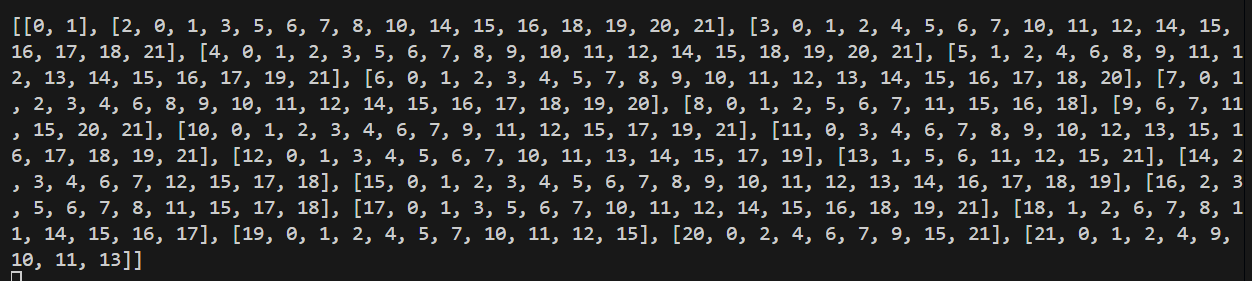 [[0, 1], [2, 0, 1, 3, 5, 6, 7, 8, 10, 14, 15, 16, 18, 19, 20, 21], [3, 0, 1, 2, 4, 5, 6, 7, 10, 11, 12, 14, 15,
16, 17, 18, 21], [4, 0, 1, 2, 3, 5, 6, 7, 8, 9, 10, 11, 12, 14, 15, 18, 19, 20, 21], [5, 1, 2, 4, 6, 8, 9, 11, 1
2, 13, 14, 15, 16, 17, 19, 21], [6, 0, 1, 2, 3, 4, 5, 7, 8, 9, 10, 11, 12, 13, 14, 15, 16, 17, 18, 20], [7, 0, 1
, 2, 3, 4, 6, 8, 9, 10, 11, 12, 14, 15, 16, 17, 18, 19, 20], [8, 0, 1, 2, 5, 6, 7, 11, 15, 16, 18], [9, 6, 7, 11
, 15, 20, 21], [10, 0, 1, 2, 3, 4, 6, 7, 9, 11, 12, 15, 17, 19, 21], [11, 0, 3, 4, 6, 7, 8, 9, 10, 12, 13, 15, 1
6, 17, 18, 19, 21], [12, 0, 1, 3, 4, 5, 6, 7, 10, 11, 13, 14, 15, 17, 19], [13, 1, 5, 6, 11, 12, 15, 21], [14, 2
, 3, 4, 6, 7, 12, 15, 17, 18], [15, 0, 1, 2, 3, 4, 5, 6, 7, 8, 9, 10, 11, 12, 13, 14, 16, 17, 18, 19], [16, 2, 3
, 5, 6, 7, 8, 11, 15, 17, 18], [17, 0, 1, 3, 5, 6, 7, 10, 11, 12, 14, 15, 16, 18, 19, 21], [18, 1, 2, 6, 7, 8, 1
1, 14, 15, 16, 17], [19, 0, 1, 2, 4, 5, 7, 10, 11, 12, 15], [20, 0, 2, 4, 6, 7, 9, 15, 21], [21, 0, 1, 2, 4, 9,
10, 11, 13]]